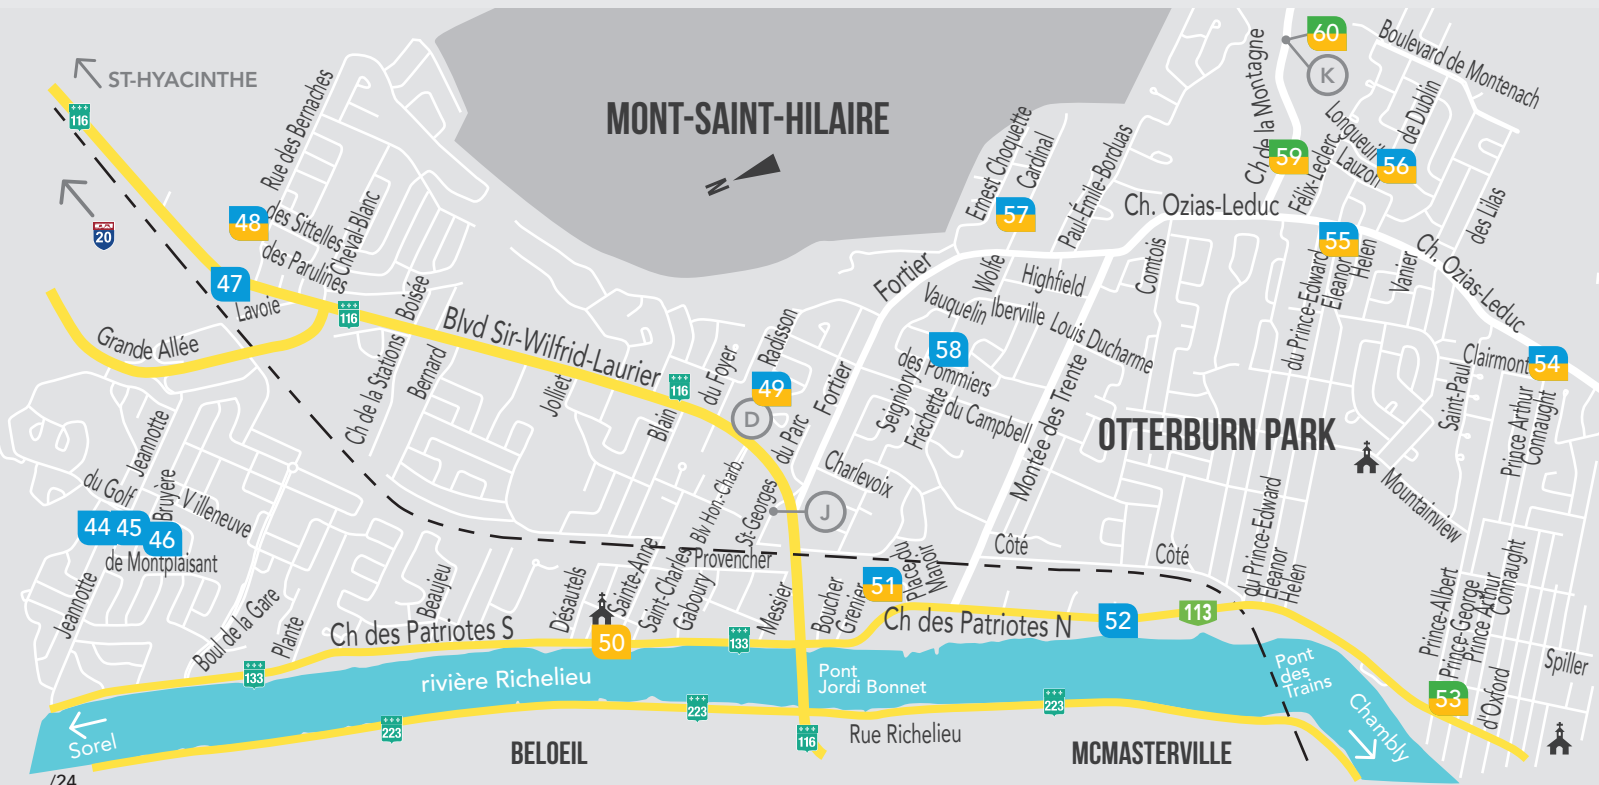 ST-HYACINTHE
116
20
MONT-SAINT-HILAIRE
N
60
K
Boulevard de Montenach
Ch de la Montagne
Longueuil
de Dublin
59
Félix-Leclerc
Lauzon
56
des Lilas
Rue des Bernaches
48
des Sittelles
des Parulines
Cheval-Blanc
47
Lavoie
116
Boisée
Grande Allée
Blvd Sir-Wilfrid-Laurier
116
Ch de la Stations
Bernard
Jolliet
Blain
du Foyer
Radisson
49
D
du Parc
Fortier
Fortier
Ernest Choquette
Cardinal
57
Paul-Émile-Borduas
Ch. Ozias-Leduc
Wolfe
Highfield
Vauquelin
Iberville
Louis Ducharme
Comtois
55
du Prince-Edward
Eleanor
Helen
Vanier
Ch. Ozias-Leduc
58
des Pommiers
Seigniory
Fréchette
du Campbell
Montée des Trente
Clairmont
54
Saint-Paul
Prince Arthur
Connaught
OTTERBURN PARK
Mountainview
Charlevoix
J
Jeannotte
du Golf
Bruyère
Villeneuve
44
45
46
de Montplaisant
Jeannotte
Boul de la Gare
Plante
Beaujeu
Désautels
Sainte-Anne
Saint-Charles
Gaboury
Blv Hon.-Charb.
St-Georges
Provencher
Messier
Boucher
Grenier
51
Manoir
Côté
Côté
du Prince-Edward
Eleanor
Helen
Ch des Patriotes S
50
133
133
Ch des Patriotes N
52
113
Prince-Albert
Prince-George
Prince Arthur
Connaught
Spiller
53
d'Oxford
rivière Richelieu
Pont
Jordi Bonnet
Pont
des
Trains
Chambly
Sorel
223
223
223
116
Rue Richelieu
BELOEIL
MCMASTERVILLE
/24